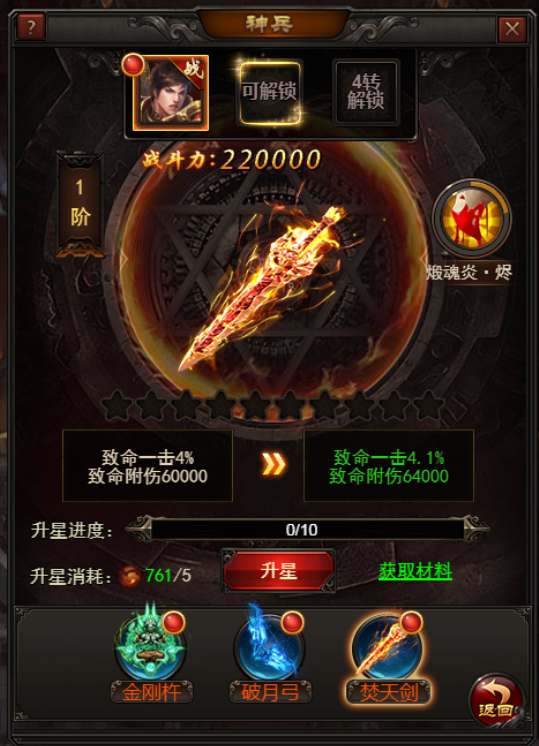 ?
神兵
战
可解锁
4转
解锁
战斗力:220000
1
阶
煅魂炎·烬
致命一击4%
致命附伤60000
致命一击4.1%
致命附伤64000
升星进度:
0/10
升星消耗:
761/5
升星
获取材料
金刚杵
破月弓
焚天剑
返回